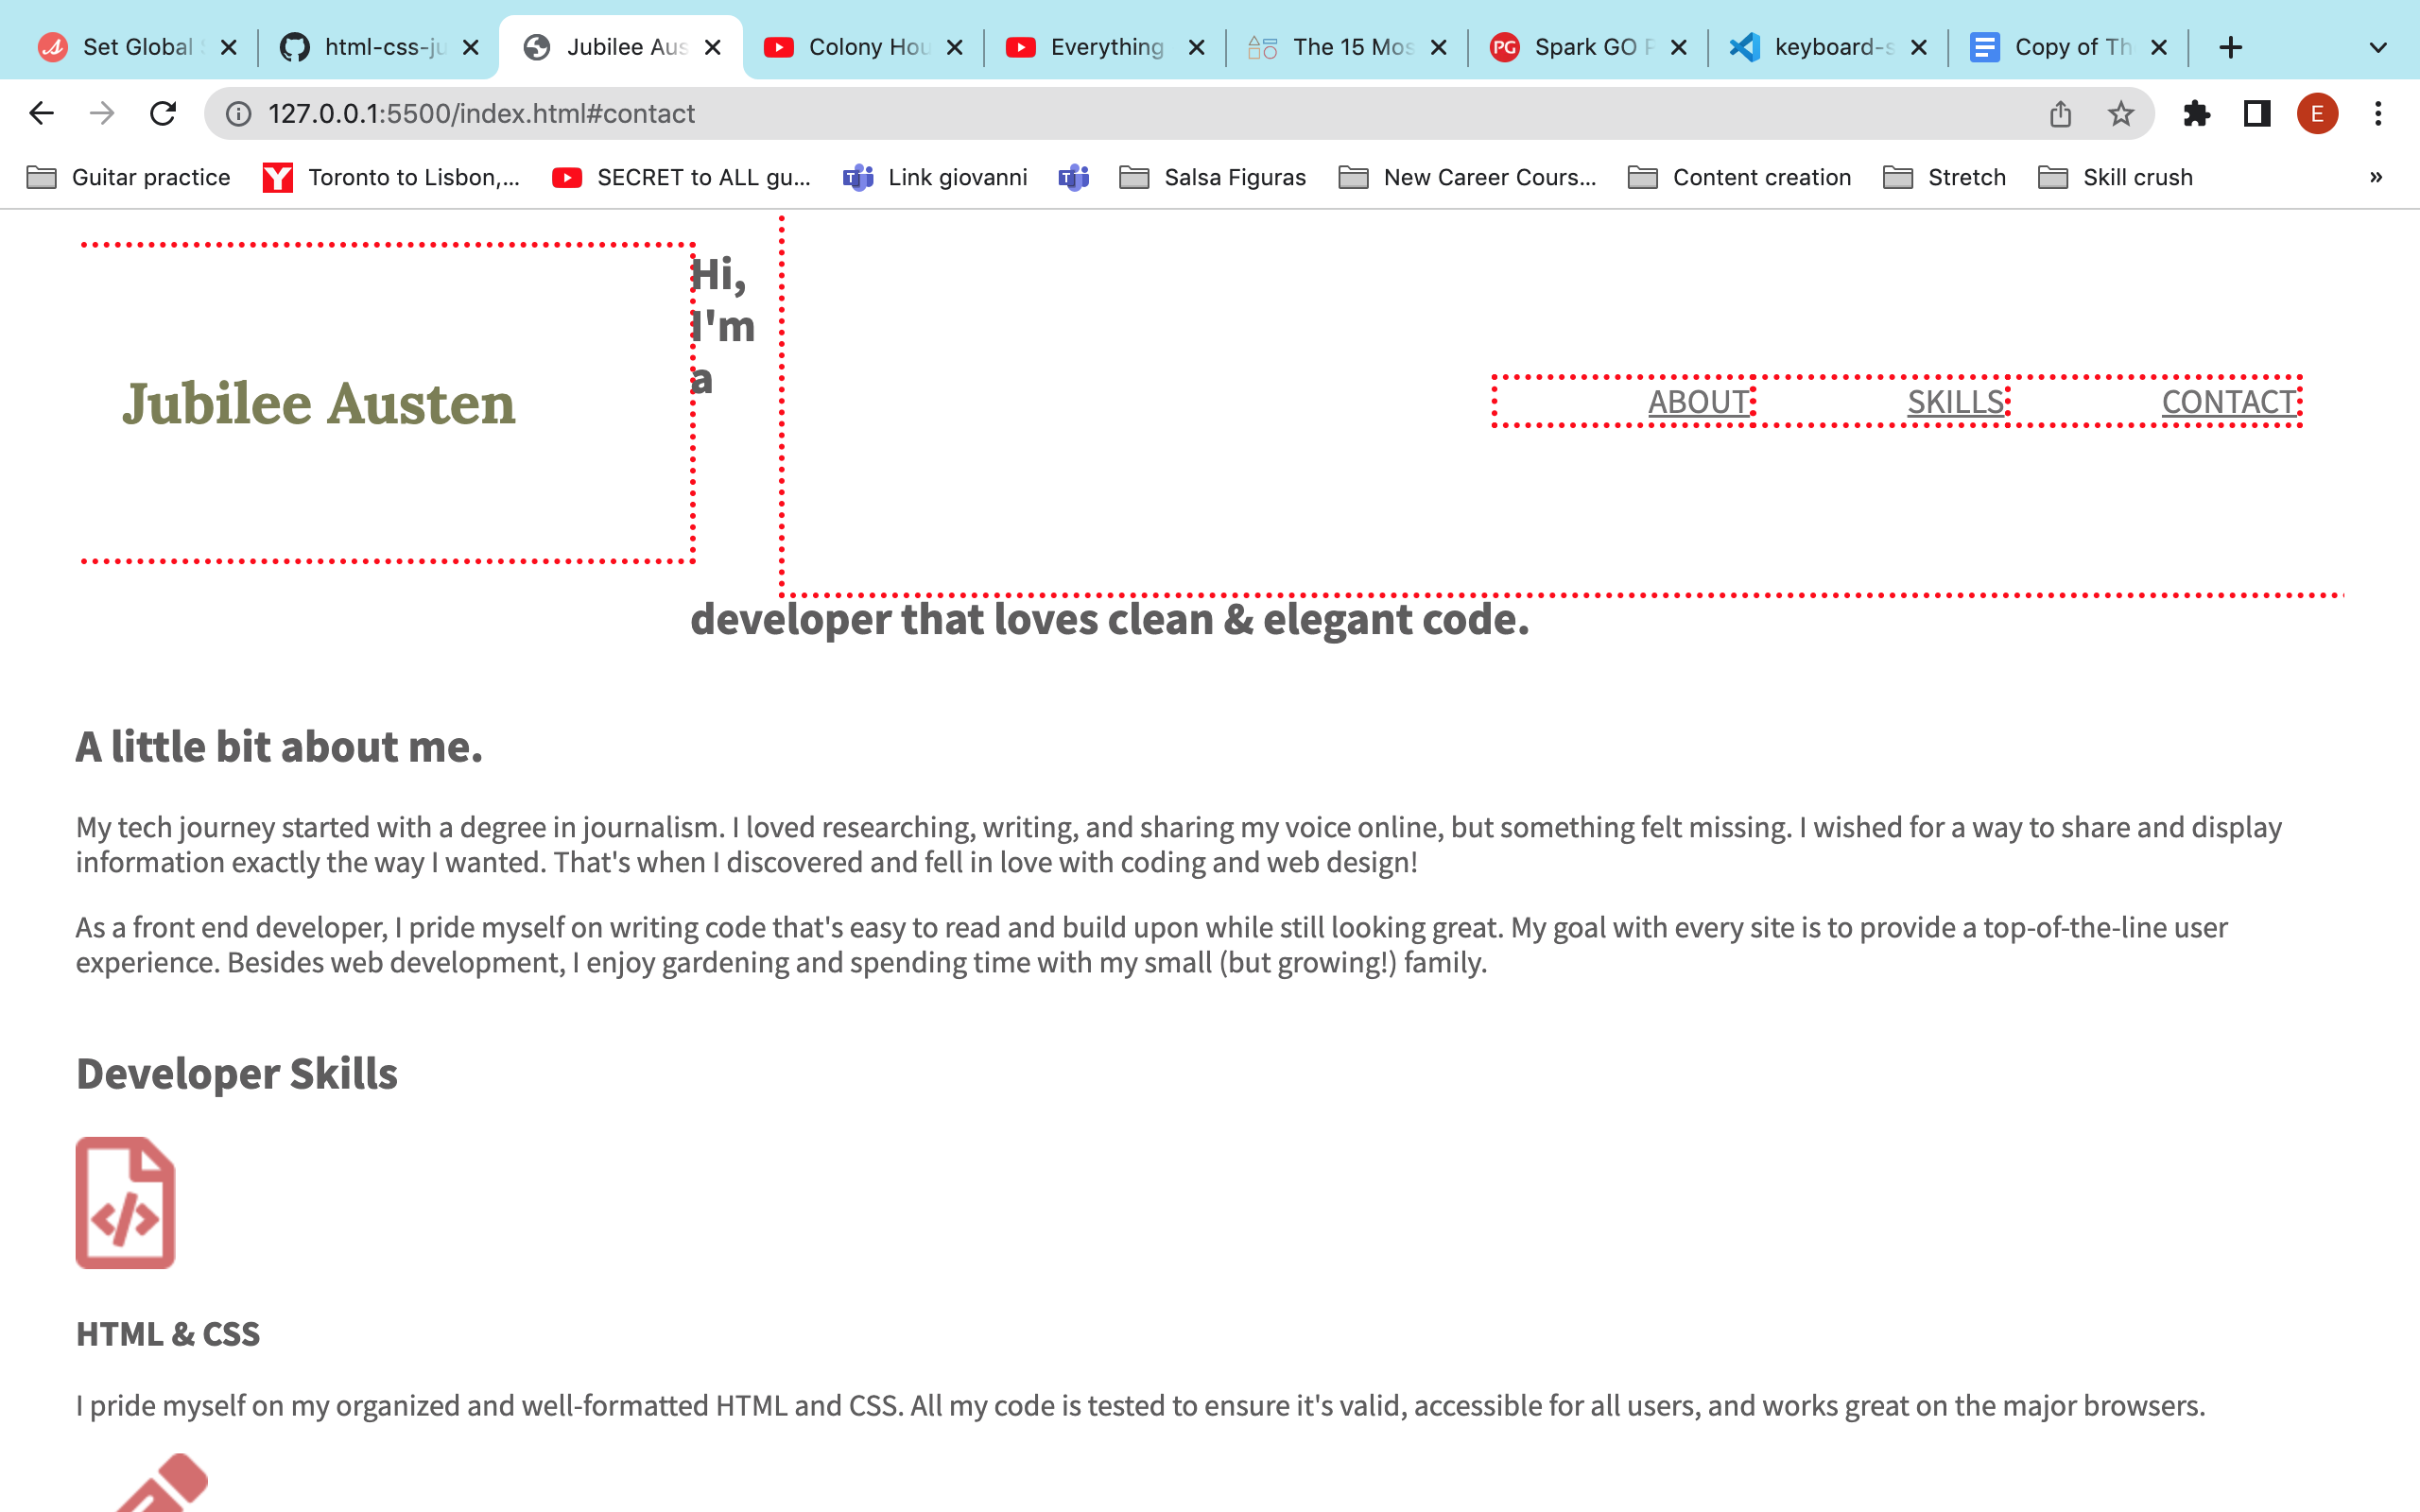 Set Global
html-css-ju
Jubilee Aus
Colony Hou
Everything
The 15 Mos
Spark GO P
keyboard-s
Copy of Th
127.0.0.1:5500/index.html#contact
E
Guitar practice
Toronto to Lisbon,...
SECRET to ALL gu...
Link giovanni
Salsa Figuras
New Career Cours...
Content creation
Stretch
Skill crush
»
Jubilee Austen
Hi,
I'm
a
ABOUT
SKILLS
CONTACT
developer that loves clean & elegant code.
A little bit about me.
My tech journey started with a degree in journalism. I loved researching, writing, and sharing my voice online, but something felt missing. I wished for a way to share and display
information exactly the way I wanted. That's when I discovered and fell in love with coding and web design!
As a front end developer, I pride myself on writing code that's easy to read and build upon while still looking great. My goal with every site is to provide a top-of-the-line user
experience. Besides web development, I enjoy gardening and spending time with my small (but growing!) family.
Developer Skills
</>
HTML & CSS
I pride myself on my organized and well-formatted HTML and CSS. All my code is tested to ensure it's valid, accessible for all users, and works great on the major browsers.